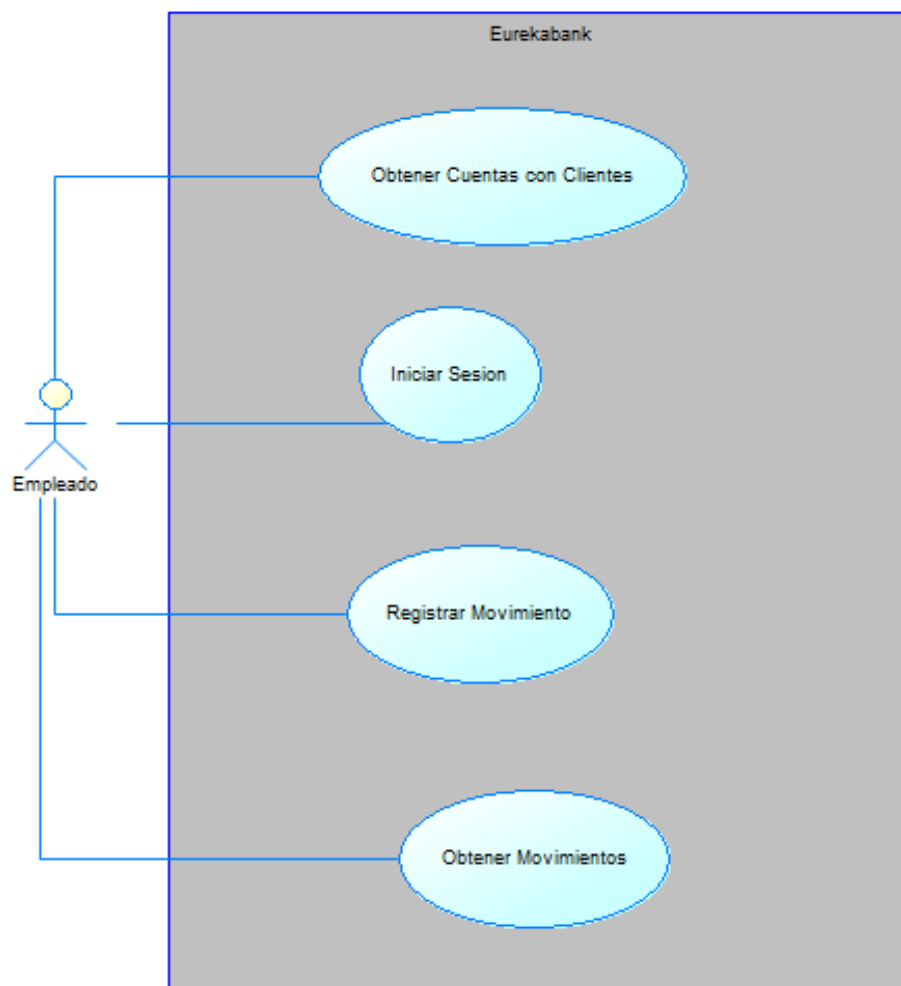 Eurekabank
Obtener Cuentas con Clientes
Iniciar Sesion
Empleado
Registrar Movimiento
Obtener Movimientos